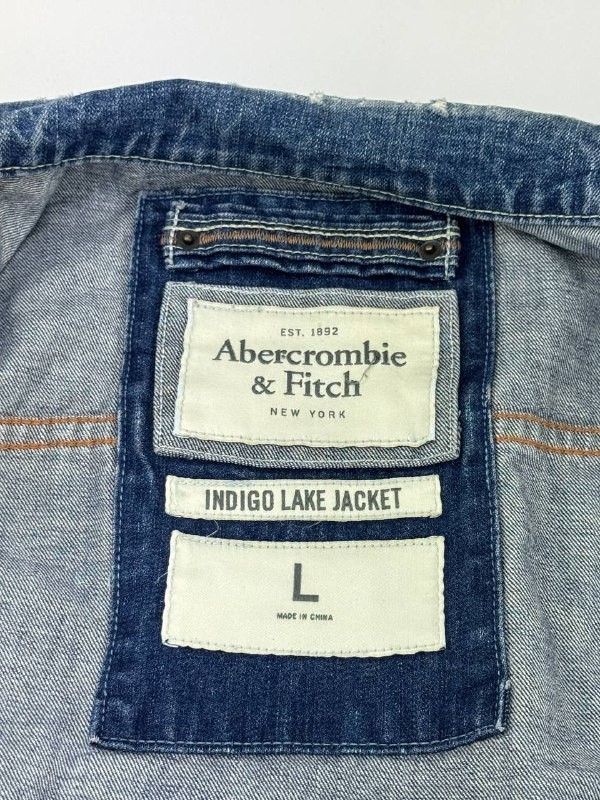 EST. 1892
Abercrombie
& Fitch
NEW YORK
INDIGO LAKE JACKET
L
MADE IN CHINA